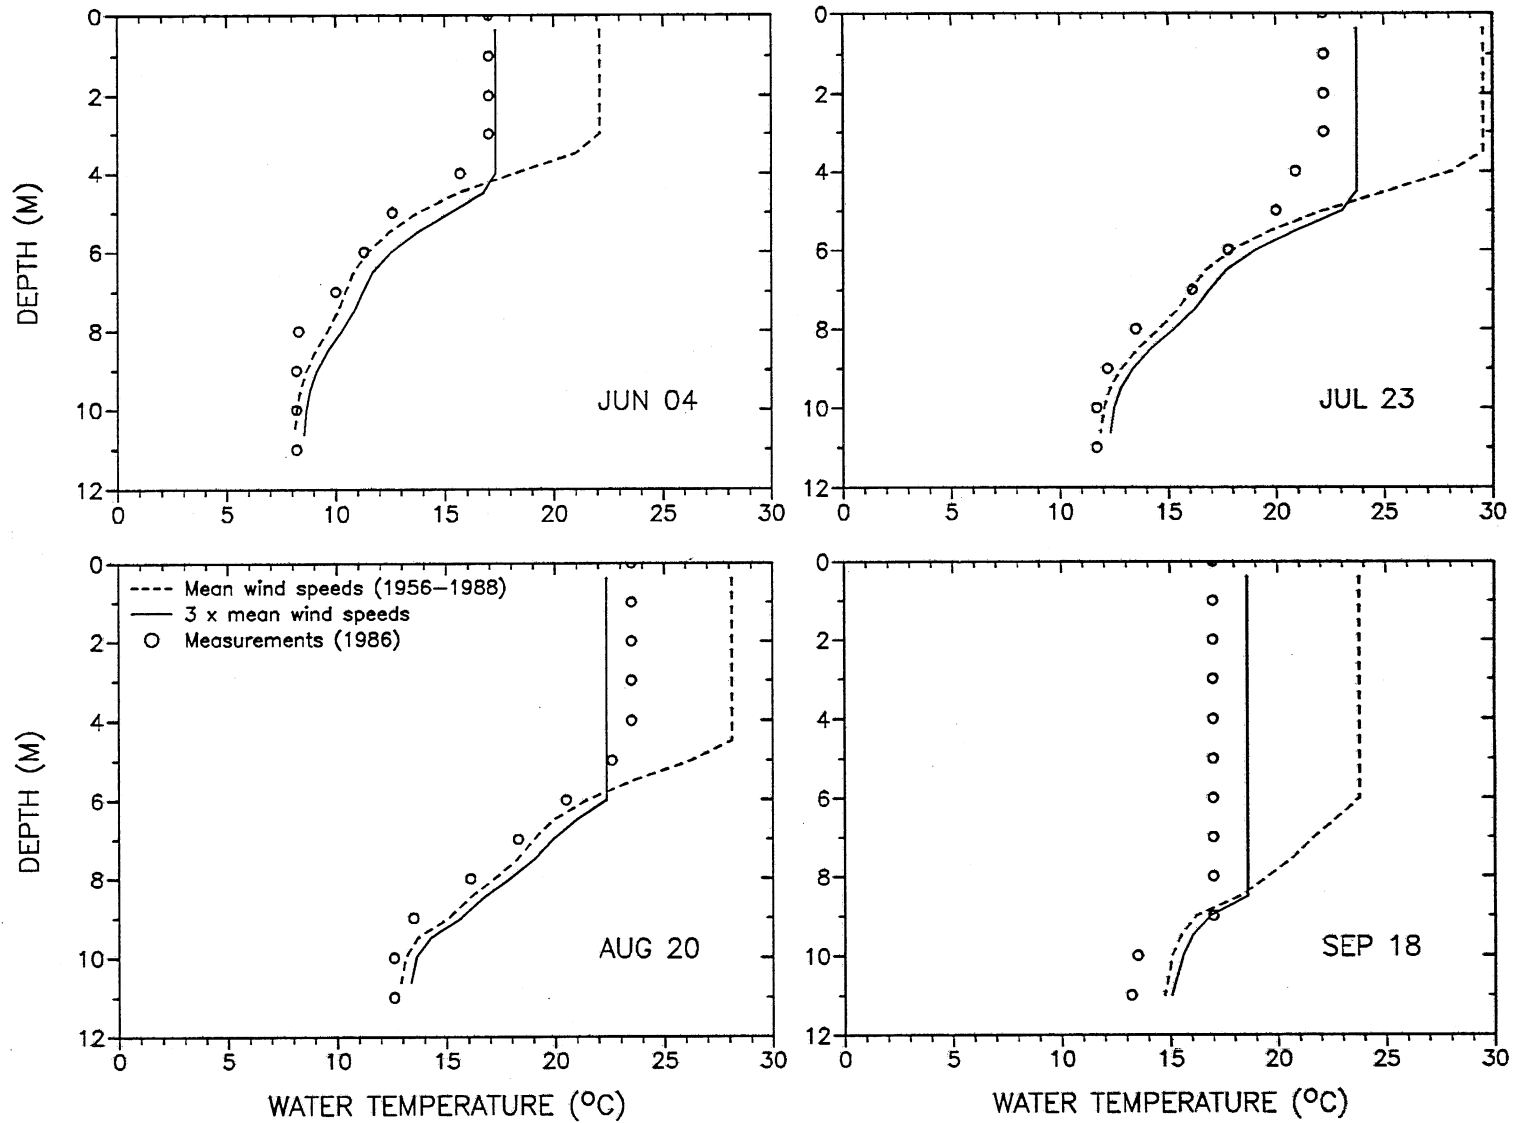 0
2
4
6
8
10
12
DEPTH (M)
JUN 04
0 5 10 15 20 25 30
0
2
4
6
8
10
12
JUL 23
0 5 10 15 20 25 30
0
2
4
6
8
10
12
DEPTH (M)
Mean wind speeds (1956–1988)
3 x mean wind speeds
Measurements (1986)
AUG 20
0 5 10 15 20 25 30
WATER TEMPERATURE (°C)
0
2
4
6
8
10
12
SEP 18
0 5 10 15 20 25 30
WATER TEMPERATURE (°C)